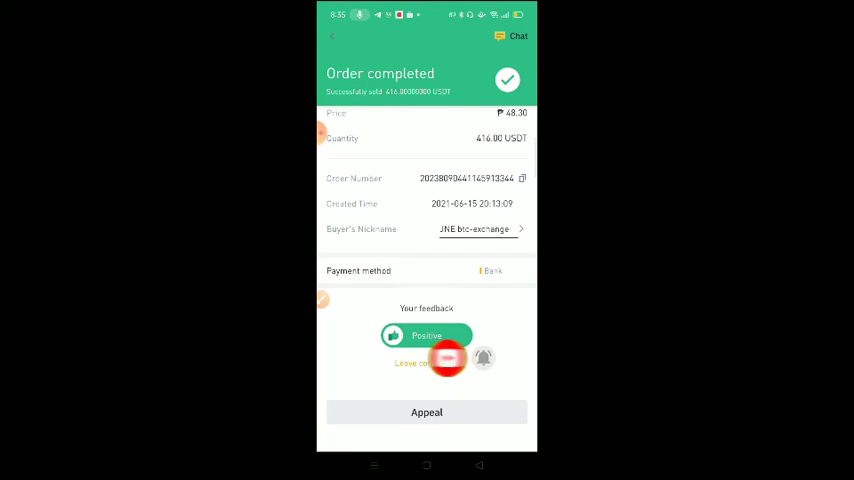 8:35
Chat
Order completed
Successfully sold 416.00000000 USDT
Price ₱ 48.30
Quantity 416.00 USDT
Order Number 20238090441145913344
Created Time 2021-06-15 20:13:09
Buyer's Nickname JNE btc-exchange
Payment method Bank
Your feedback
Positive
Leave
Appeal